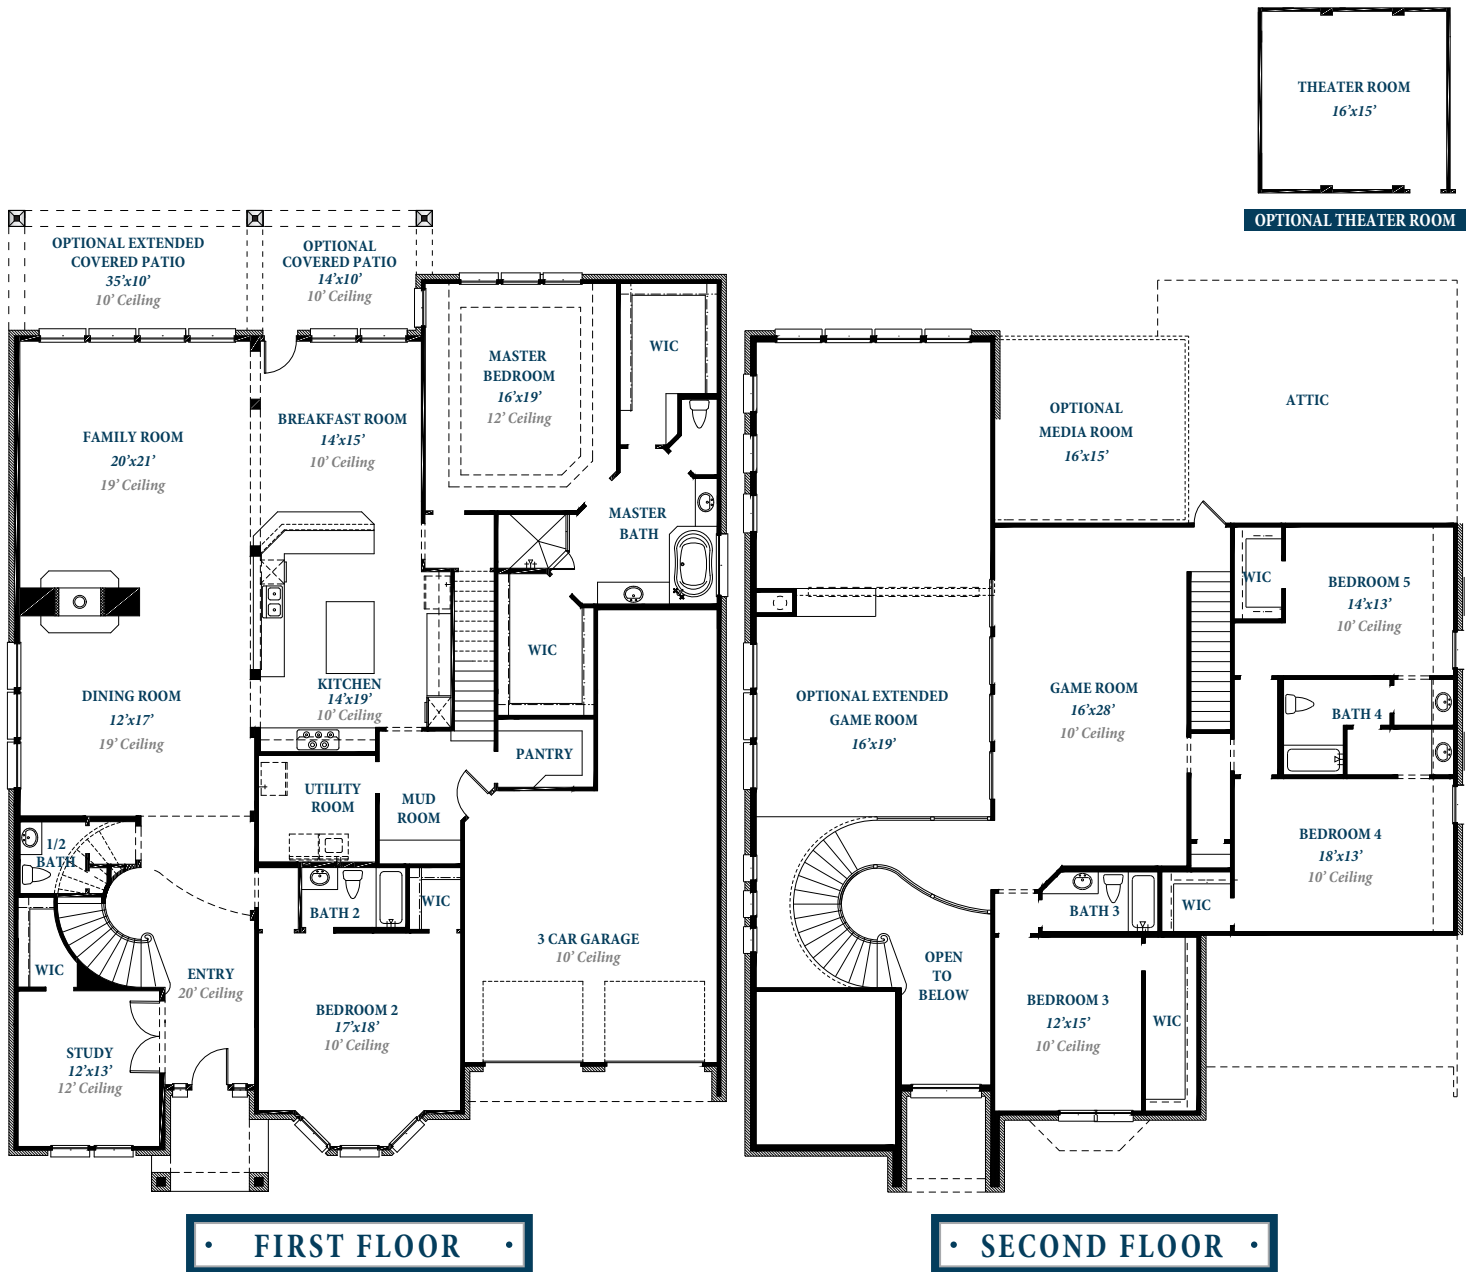 THEATER ROOM
16'x15'
OPTIONAL THEATER ROOM
OPTIONAL EXTENDED
COVERED PATIO
35'x10'
10' Ceiling
OPTIONAL
COVERED PATIO
14'x10'
10' Ceiling
MASTER
BEDROOM
16'x19'
12' Ceiling
WIC
FAMILY ROOM
20'x21'
19' Ceiling
BREAKFAST ROOM
14'x15'
10' Ceiling
MASTER
BATH
WIC
DINING ROOM
12'x17'
19' Ceiling
KITCHEN
14'x19'
10' Ceiling
PANTRY
UTILITY
ROOM
MUD
ROOM
1/2
BATH
BATH 2
WIC
WIC
ENTRY
20' Ceiling
3 CAR GARAGE
10' Ceiling
BEDROOM 2
17'x18'
10' Ceiling
STUDY
12'x13'
12' Ceiling
FIRST FLOOR
OPTIONAL
MEDIA ROOM
16'x15'
ATTIC
WIC
BEDROOM 5
14'x13'
10' Ceiling
OPTIONAL EXTENDED
GAME ROOM
16'x19'
GAME ROOM
16'x28'
10' Ceiling
BATH 4
BEDROOM 4
18'x13'
10' Ceiling
BATH 3
WIC
OPEN
TO
BELOW
BEDROOM 3
12'x15'
10' Ceiling
WIC
SECOND FLOOR